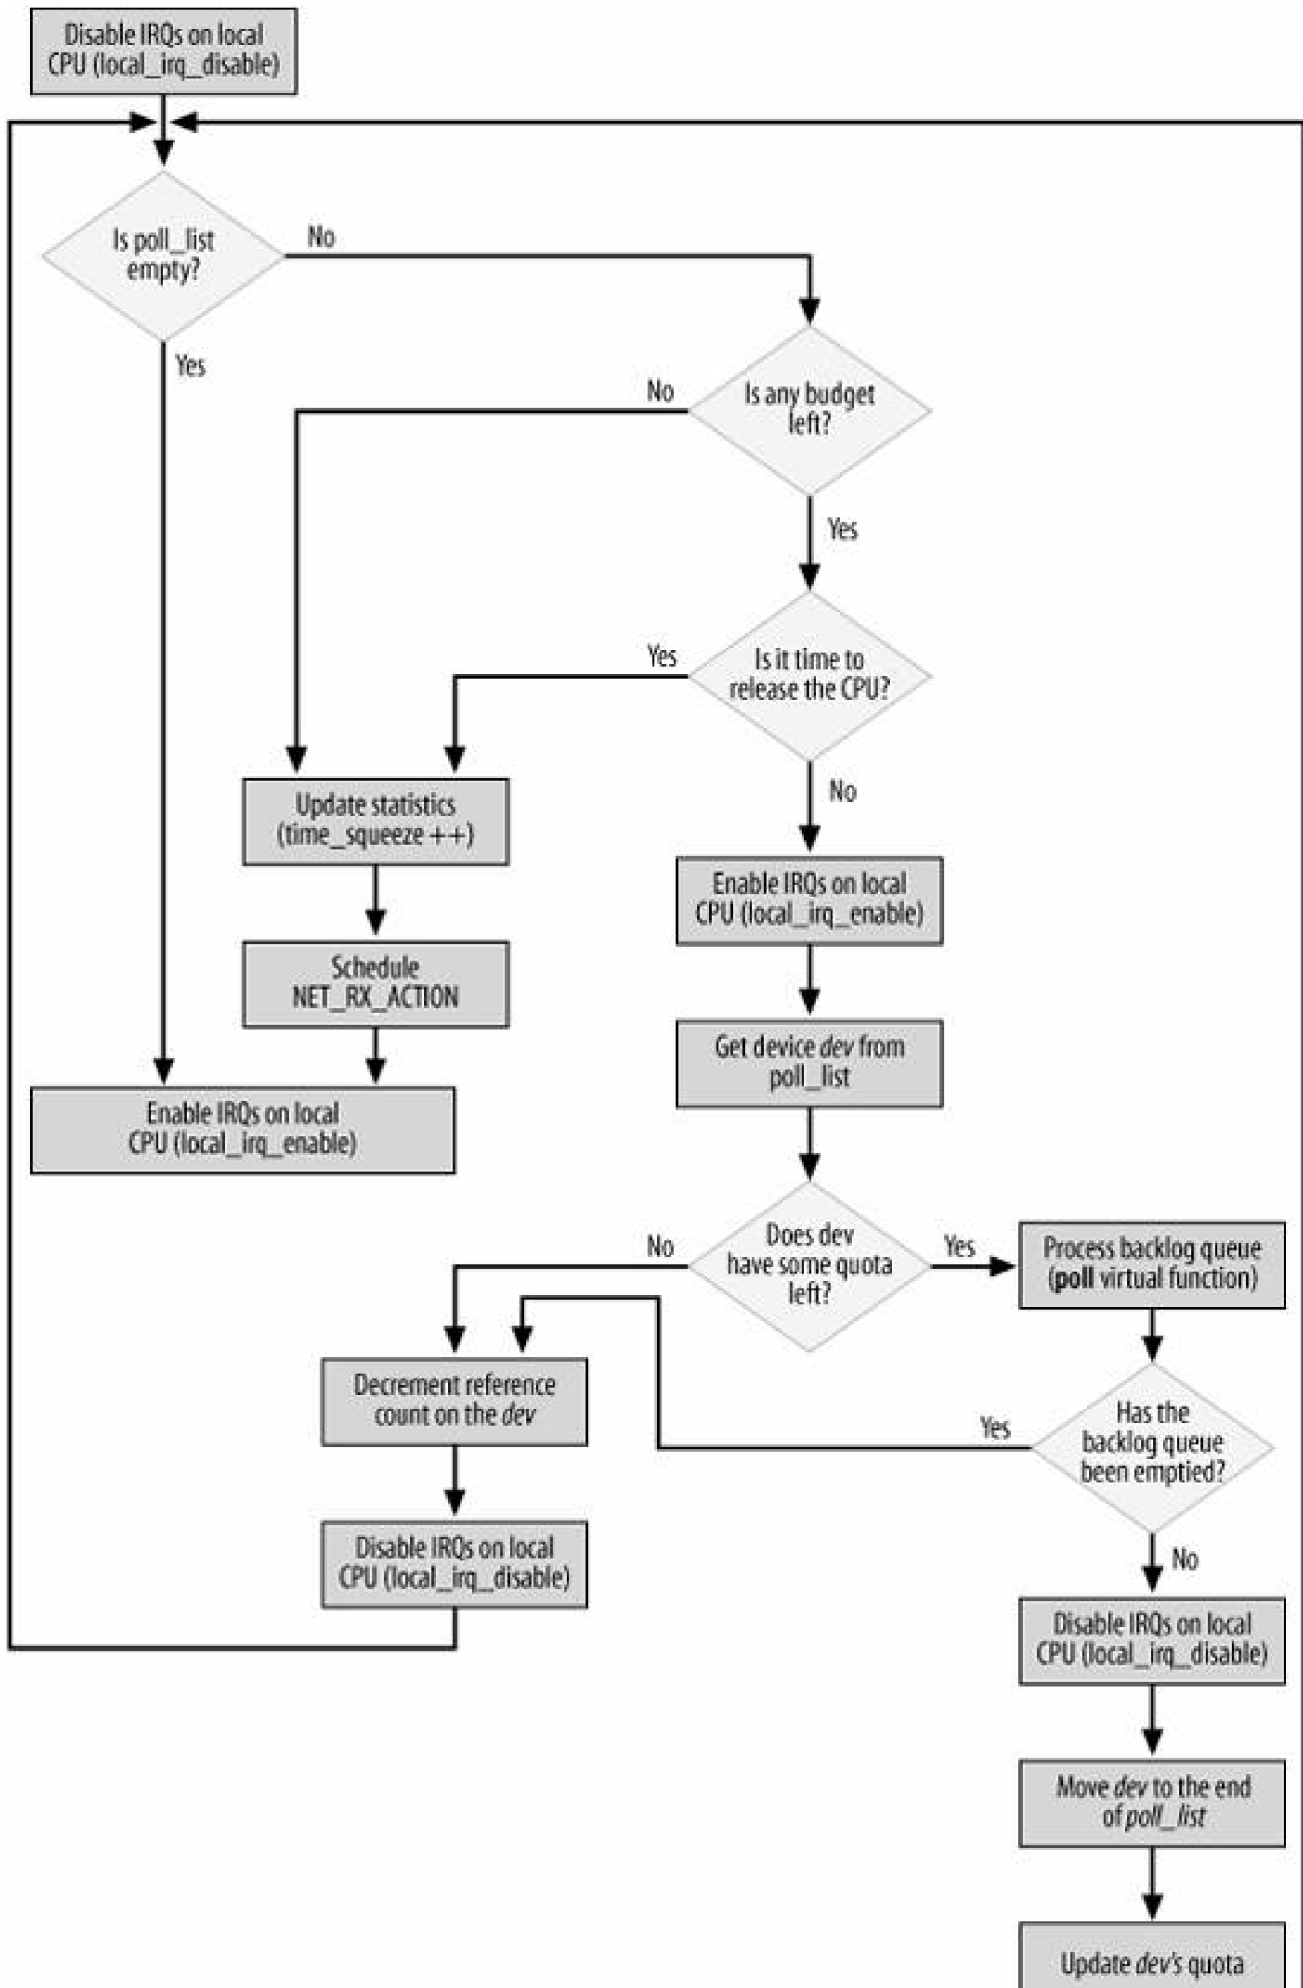 Disable IRQs on local
CPU (local_irq_disable)
Is poll_list
empty?
No
Yes
Is any budget
left?
No
Yes
Is it time to
release the CPU?
Yes
No
Update statistics
(time_squeeze ++)
Enable IRQs on local
CPU (local_irq_enable)
Schedule
NET_RX_ACTION
Get device dev from
poll_list
Enable IRQs on local
CPU (local_irq_enable)
Does dev
have some quota
left?
No
Yes
Process backlog queue
(poll virtual function)
Decrement reference
count on the dev
Has the
backlog queue
been emptied?
Yes
No
Disable IRQs on local
CPU (local_irq_disable)
Disable IRQs on local
CPU (local_irq_disable)
Move dev to the end
of poll_list
Update dev's quota